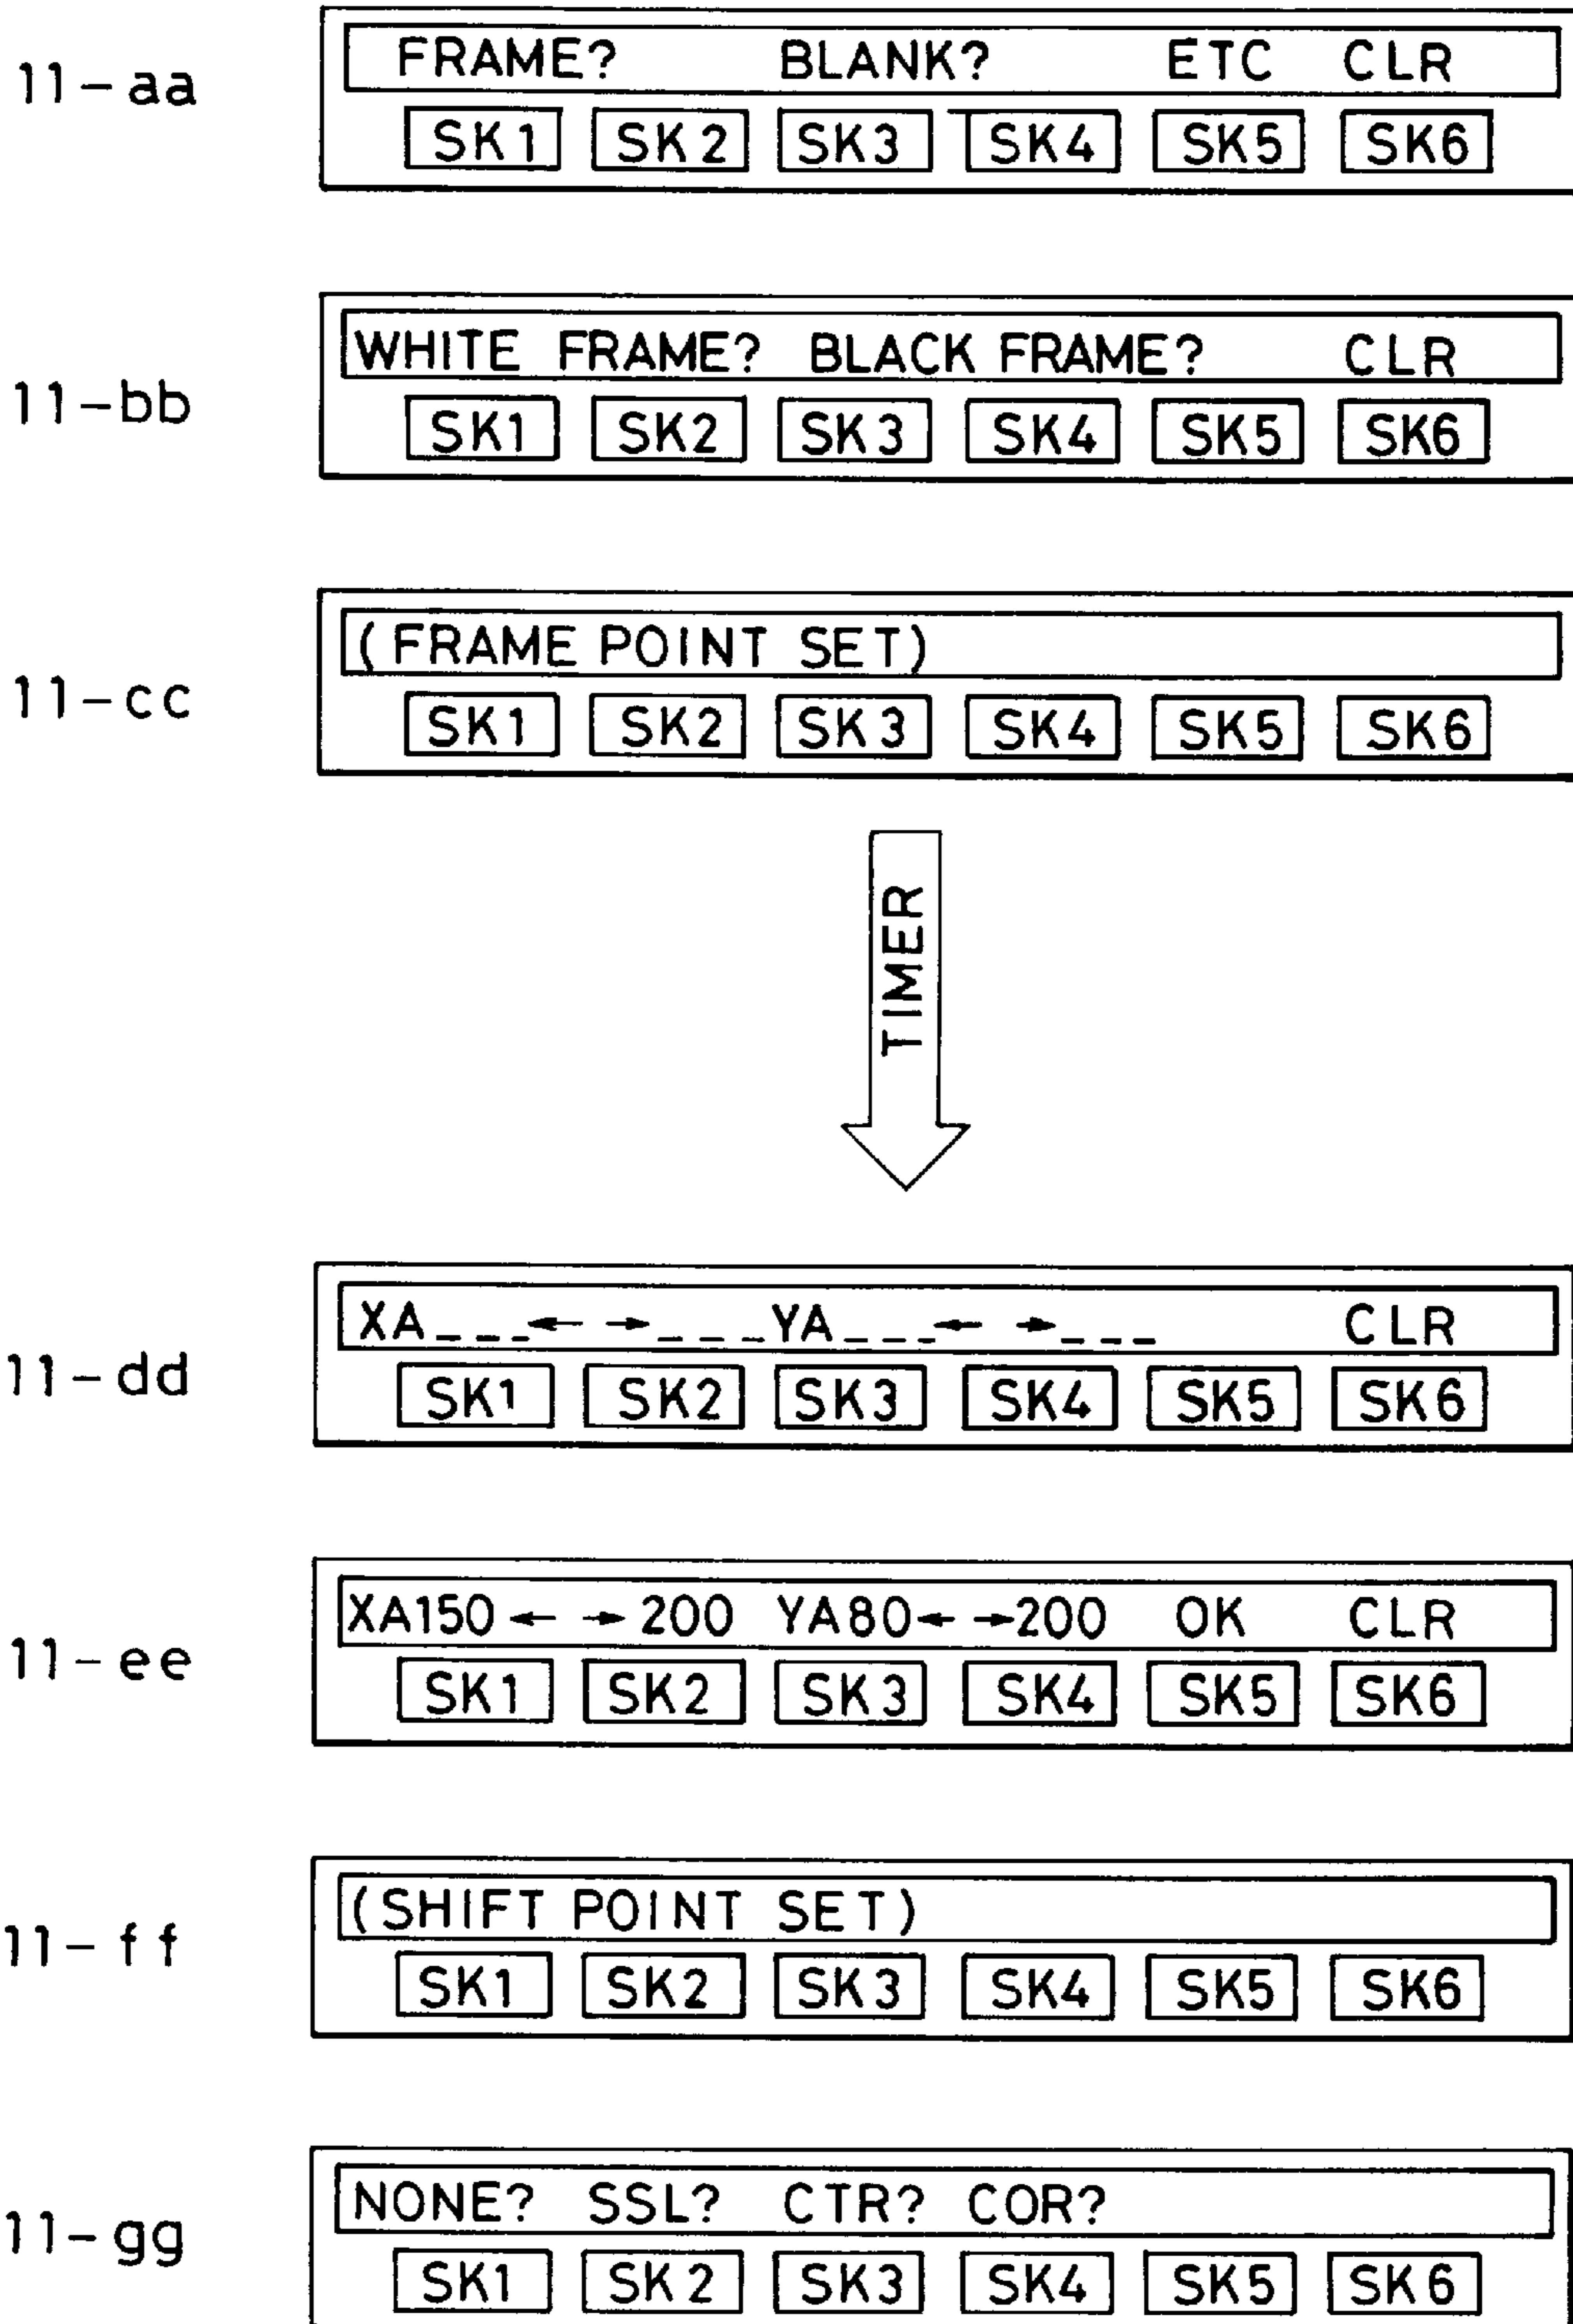 11-aa
FRAME? BLANK? ETC CLR
SK1 SK2 SK3 SK4 SK5 SK6
11-bb
WHITE FRAME? BLACK FRAME? CLR
SK1 SK2 SK3 SK4 SK5 SK6
11-cc
(FRAME POINT SET)
SK1 SK2 SK3 SK4 SK5 SK6
TIMER
11-dd
XA___← →___YA___← →___ CLR
SK1 SK2 SK3 SK4 SK5 SK6
11-ee
XA150← →200 YA80← →200 OK CLR
SK1 SK2 SK3 SK4 SK5 SK6
11-ff
(SHIFT POINT SET)
SK1 SK2 SK3 SK4 SK5 SK6
11-gg
NONE? SSL? CTR? COR?
SK1 SK2 SK3 SK4 SK5 SK6